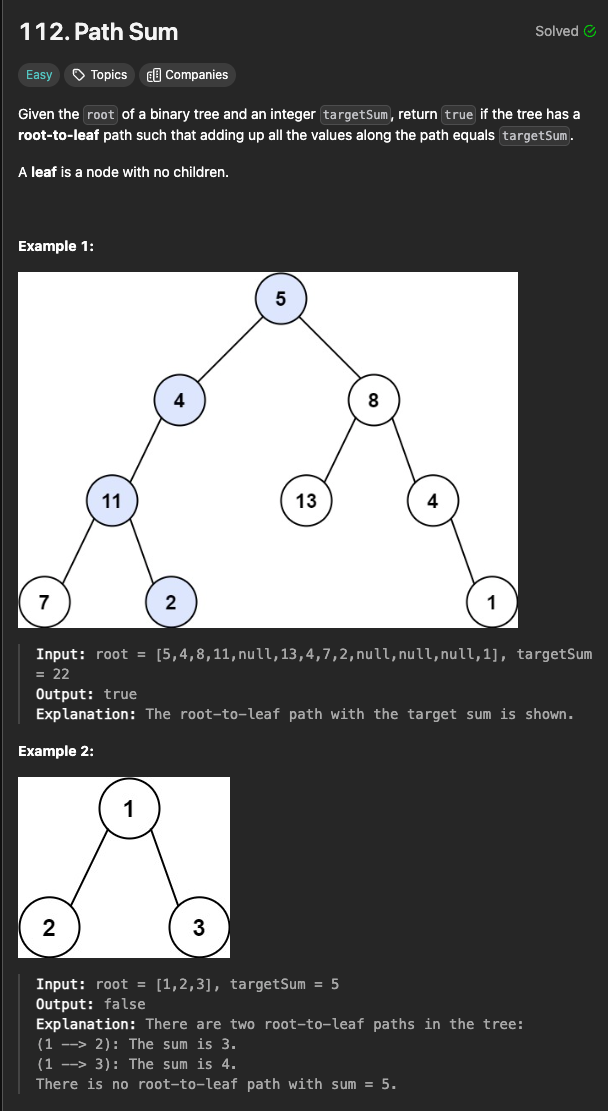 112. Path Sum
Solved
Easy
Topics
Companies
Given the root of a binary tree and an integer targetSum, return true if the tree has a
root-to-leaf path such that adding up all the values along the path equals targetSum.
A leaf is a node with no children.
Example 1:
5
4
8
11
13
4
7
2
1
Input: root = [5,4,8,11,null,13,4,7,2,null,null,null,1], targetSum
= 22
Output: true
Explanation: The root-to-leaf path with the target sum is shown.
Example 2:
1
2
3
Input: root = [1,2,3], targetSum = 5
Output: false
Explanation: There are two root-to-leaf paths in the tree:
(1 --> 2): The sum is 3.
(1 --> 3): The sum is 4.
There is no root-to-leaf path with sum = 5.